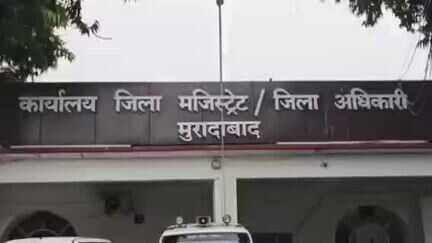 कार्यालय जिला मजिस्ट्रेट / जिला अधिकारी
मुरादाबाद